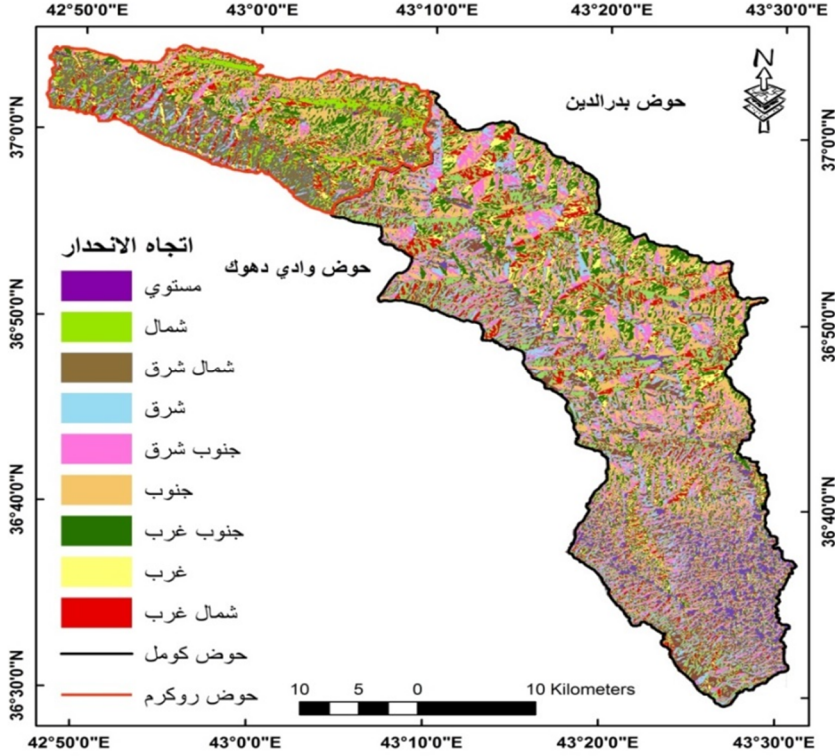 42°50'0"E 43°0'0"E 43°10'0"E 43°20'0"E 43°30'0"E
N
حوض بدرالدين
37°0'0"N 37°0'0"N
اتجاه الانحدار
حوض وادي دهوك
مستوي
36°50'0"N 36°50'0"N
شمال
شمال شرق
شرق
جنوب شرق
جنوب
36°40'0"N 36°40'0"N
جنوب غرب
غرب
شمال غرب
حوض كومل
حوض روكرم
36°30'0"N 36°30'0"N
10 5 0 10 Kilometers
42°50'0"E 43°0'0"E 43°10'0"E 43°20'0"E 43°30'0"E